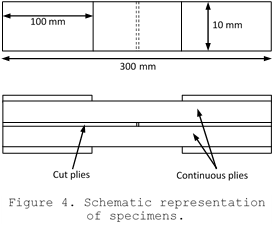 100 mm
10 mm
300 mm
Cut plies
Continuous plies
Figure 4. Schematic representation
of specimens.